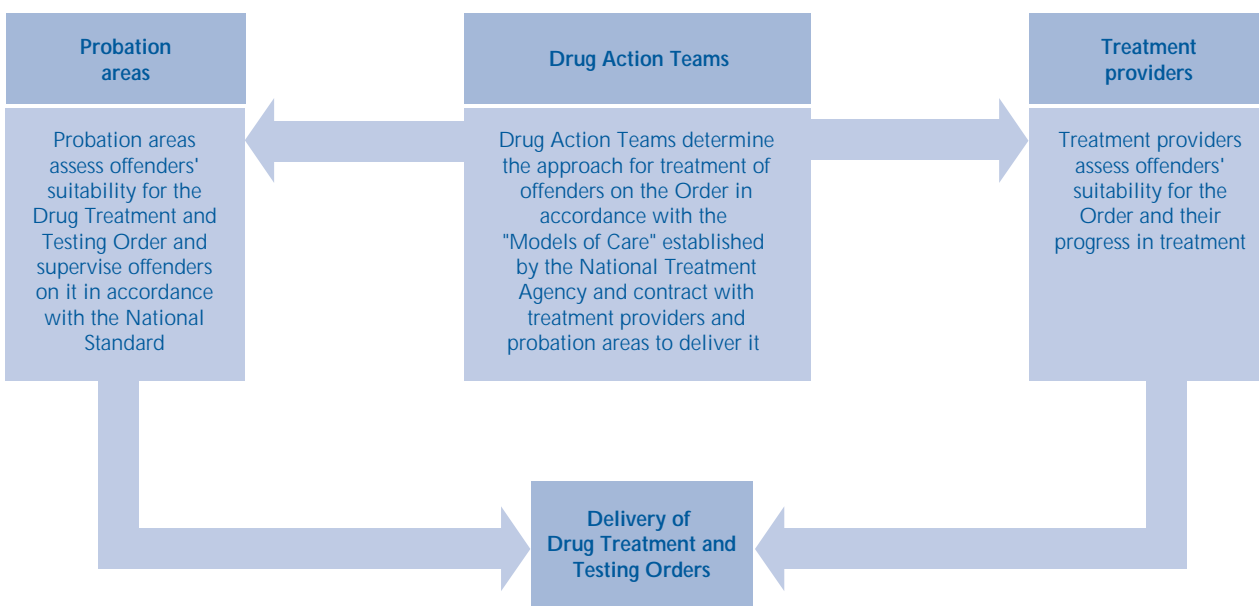 Probation
areas
Probation areas
assess offenders'
suitability for the
Drug Treatment and
Testing Order and
supervise offenders
on it in accordance
with the National
Standard
Drug Action Teams
Drug Action Teams determine
the approach for treatment of
offenders on the Order in
accordance with the
"Models of Care" established
by the National Treatment
Agency and contract with
treatment providers and
probation areas to deliver it
Treatment
providers
Treatment providers
assess offenders'
suitability for the
Order and their
progress in treatment
Delivery of
Drug Treatment and
Testing Orders